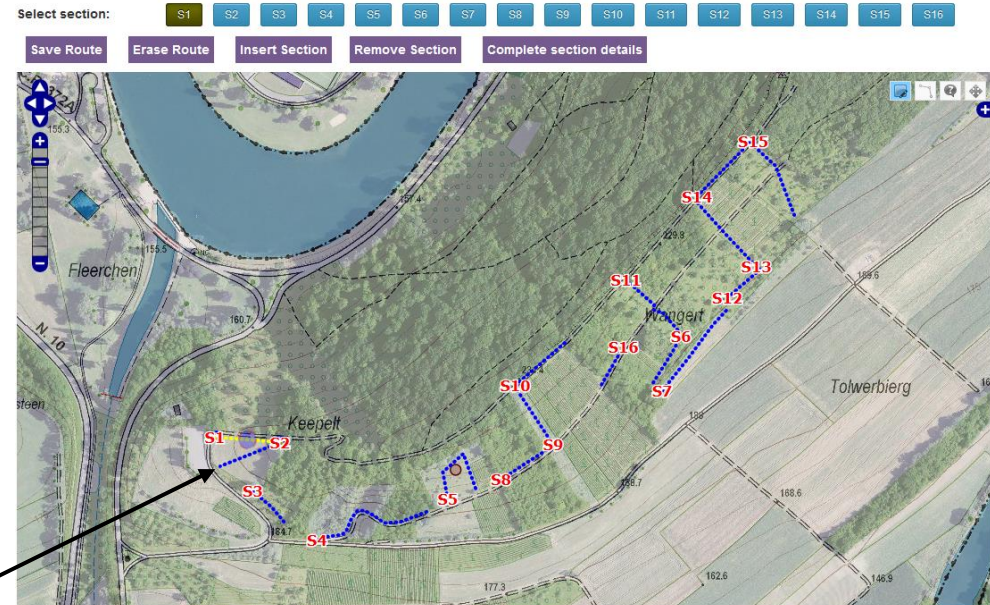 Select section: S1 S2 S3 S4 S5 S6 S7 S8 S9 S10 S11 S12 S13 S14 S15 S16
Save Route Erase Route Insert Section Remove Section Complete section details
155.3
S15
151.4
S14
229.9
155.5
Fleerchen
S13
S11
S12
160.7
Wangert
N. 10
S6
S16
S10
S7
Tolwerbierg
188
Keepelt
S1
S2
S9
S8
188.7
S3
S5
168.6
184.7
S4
162.6
146.9
177.3